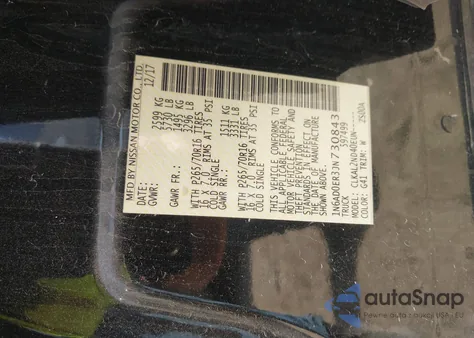 MFD BY NISSAN MOTOR CO., LTD.
DATE: 12/17
GVWR: 2599 KG
5730 LB
GAWR FR.: 1495 KG
3296 LB
WITH P265/70R16 TIRES
16 X 7.0 RIMS AT 35 PSI
COLD SINGLE
GAWR RR.: 1511 KG
3331 LB
WITH P265/70R16 TIRES
16 X RIMS AT 35 PSI
COLD SINGLE
THIS VEHICLE CONFORMS TO
ALL APPLICABLE FEDERAL
MOTOR VEHICLE SAFETY AND
THEFT PREVENTION
STANDARDS IN EFFECT ON
THE DATE OF MANUFACTURE
SHOWN ABOVE.
1N6AD0ER3JN730843
TRUCK 597499
MODEL:
COLOR: G41 TRIM: W
autoSnap